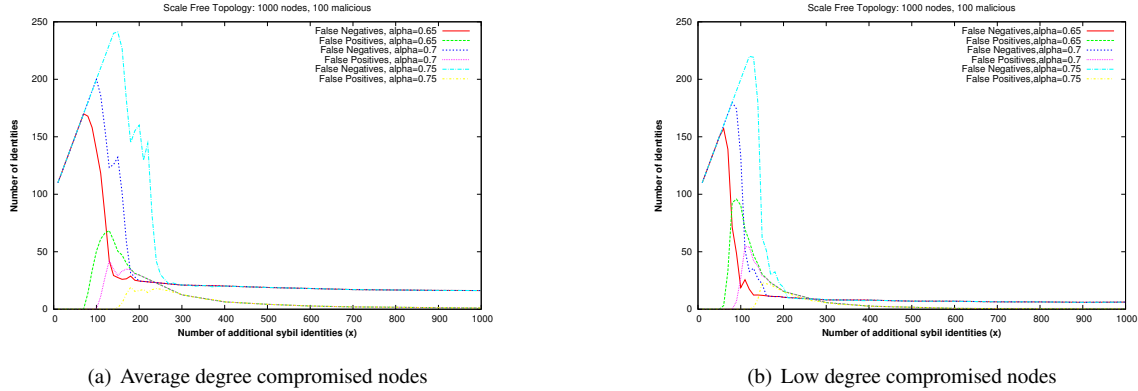 Scale Free Topology: 1000 nodes, 100 malicious
250
200
150
100
50
0
Number of identities
False Negatives, alpha=0.65
False Positives, alpha=0.65
False Negatives, alpha=0.7
False Positives, alpha=0.7
False Negatives, alpha=0.75
False Positives, alpha=0.75
0 100 200 300 400 500 600 700 800 900 1000
Number of additional sybil identities (x)
(a) Average degree compromised nodes
Scale Free Topology: 1000 nodes, 100 malicious
250
200
150
100
50
0
Number of identities
False Negatives,alpha=0.65
False Positives,alpha=0.65
False Negatives,alpha=0.7
False Positives,alpha=0.7
False Negatives,alpha=0.75
False Positives,alpha=0.75
0 100 200 300 400 500 600 700 800 900 1000
Number of additional sybil identities (x)
(b) Low degree compromised nodes